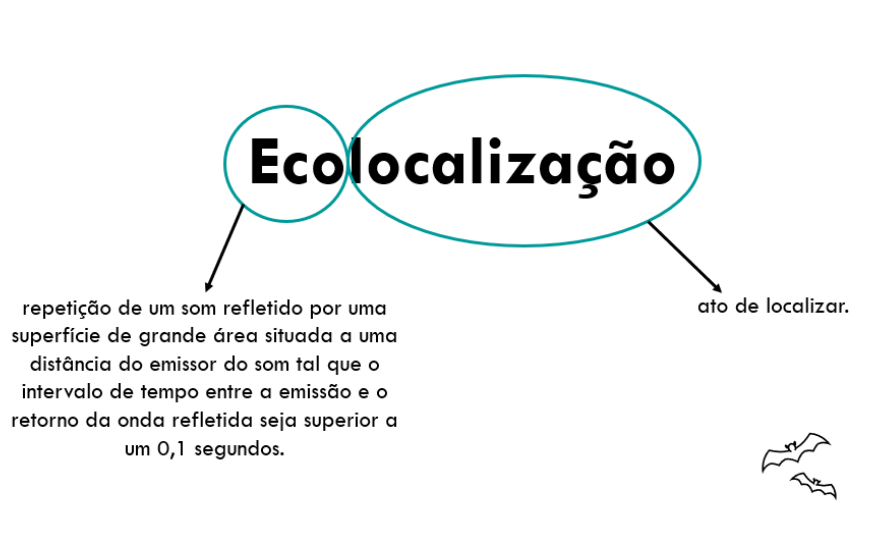 Ecolocalização
repetição de um som refletido por uma
superfície de grande área situada a uma
distância do emissor do som tal que o
intervalo de tempo entre a emissão e o
retorno da onda refletida seja superior a
um 0,1 segundos.
ato de localizar.